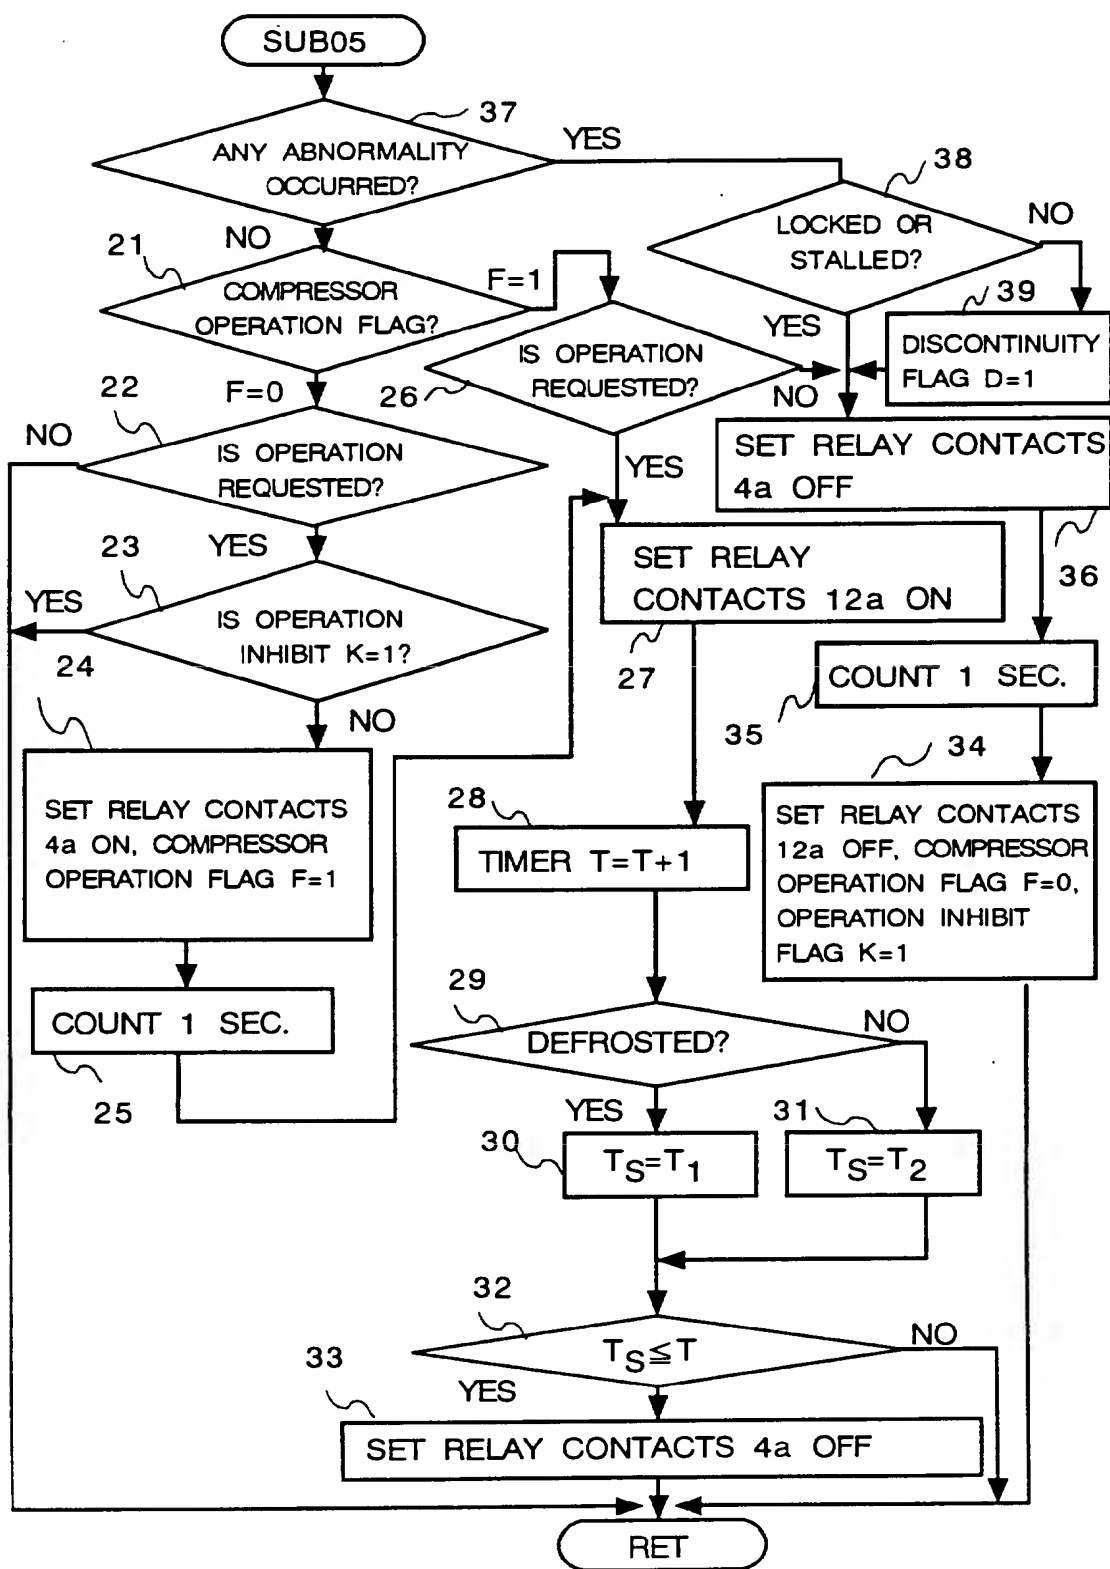 SUB05
37
ANY ABNORMALITY
OCCURRED?
YES
NO
38
LOCKED OR
STALLED?
NO
YES
39
DISCONTINUITY
FLAG D=1
21
COMPRESSOR
OPERATION FLAG?
F=1
F=0
26
IS OPERATION
REQUESTED?
NO
YES
22
NO
IS OPERATION
REQUESTED?
YES
23
YES
IS OPERATION
INHIBIT K=1?
NO
24
SET RELAY CONTACTS
4a ON, COMPRESSOR
OPERATION FLAG F=1
COUNT 1 SEC.
25
SET RELAY
CONTACTS 12a ON
27
SET RELAY CONTACTS
4a OFF
36
COUNT 1 SEC.
35
34
SET RELAY CONTACTS
12a OFF, COMPRESSOR
OPERATION FLAG F=0,
OPERATION INHIBIT
FLAG K=1
28
TIMER T=T+1
29
DEFROSTED?
NO
YES
30
TS=T1
31
TS=T2
32
TS≦T
NO
YES
33
SET RELAY CONTACTS 4a OFF
RET